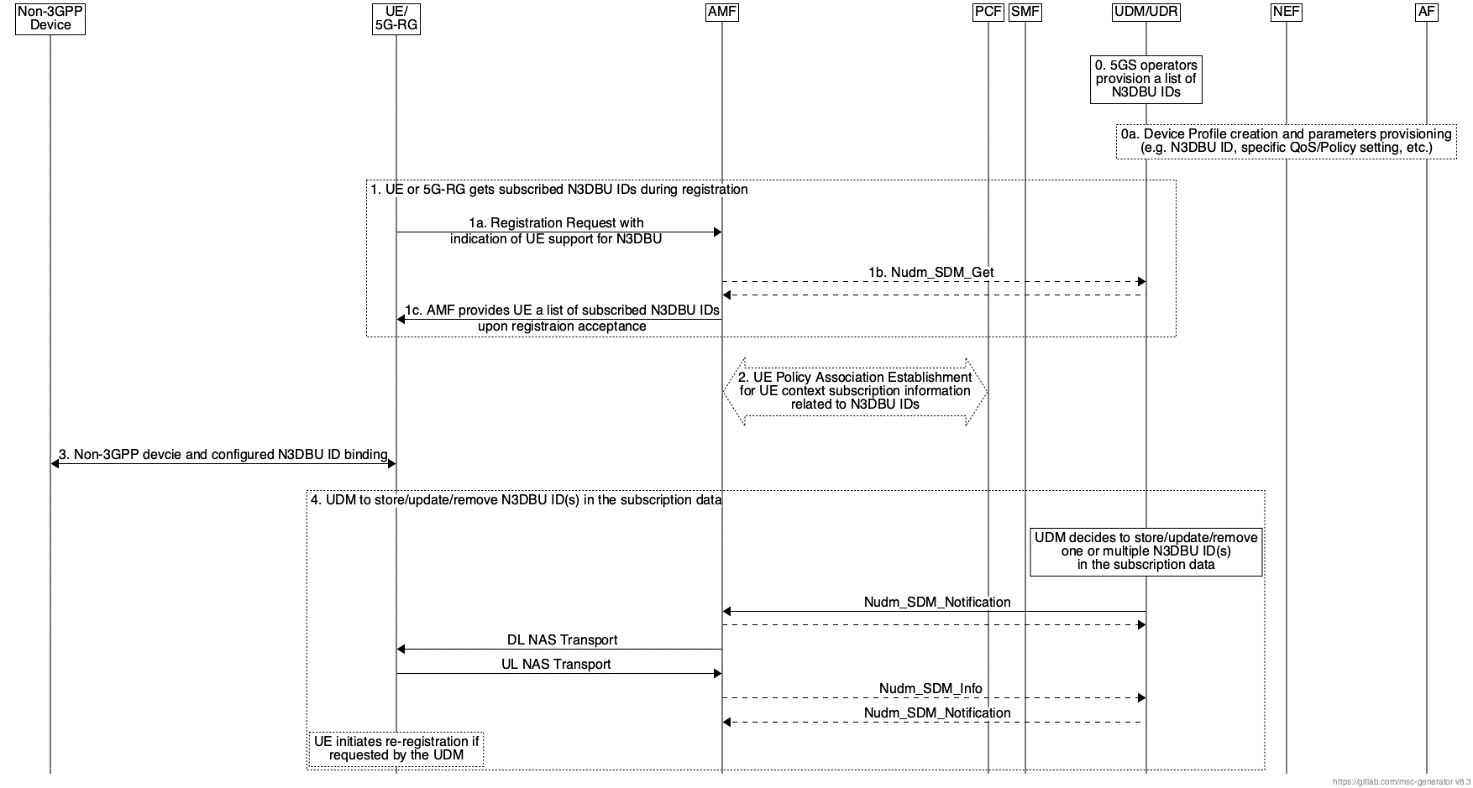 Non-3GPP
Device
UE/
5G-RG
AMF
PCF
SMF
UDM/UDR
NEF
AF
0. 5GS operators
provision a list of
N3DBU IDs
0a. Device Profile creation and parameters provisioning
(e.g. N3DBU ID, specific QoS/Policy setting, etc.)
1. UE or 5G-RG gets subscribed N3DBU IDs during registration
1a. Registration Request with
indication of UE support for N3DBU
1b. Nudm_SDM_Get
1c. AMF provides UE a list of subscribed N3DBU IDs
upon registraion acceptance
2. UE Policy Association Establishment
for UE context subscription information
related to N3DBU IDs
3. Non-3GPP devcie and configured N3DBU ID binding
4. UDM to store/update/remove N3DBU ID(s) in the subscription data
UDM decides to store/update/remove
one or multiple N3DBU ID(s)
in the subscription data
Nudm_SDM_Notification
DL NAS Transport
UL NAS Transport
Nudm_SDM_Info
Nudm_SDM_Notification
UE initiates re-registration if
requested by the UDM
https://gitlab.com/msc-generator v8.3